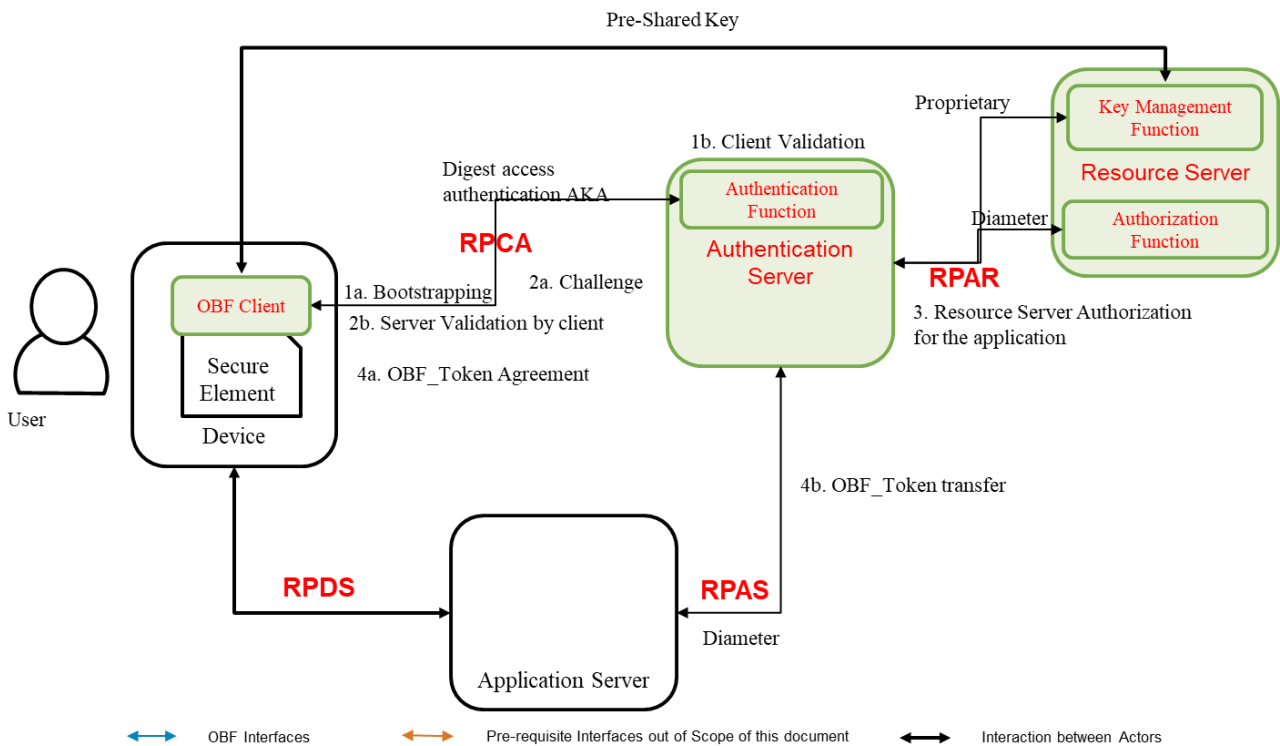 Pre-Shared Key
Proprietary
Key Management
Function
Resource Server
1b. Client Validation
Digest access
authentication AKA
Authentication
Function
Authentication
Server
Diameter
Authorization
Function
RPCA
RPAR
OBF Client
1a. Bootstrapping
2a. Challenge
2b. Server Validation by client
3. Resource Server Authorization
for the application
Secure
Element
4a. OBF_Token Agreement
User
Device
4b. OBF_Token transfer
RPDS
RPAS
Diameter
Application Server
OBF Interfaces
Pre-requisite Interfaces out of Scope of this document
Interaction between Actors